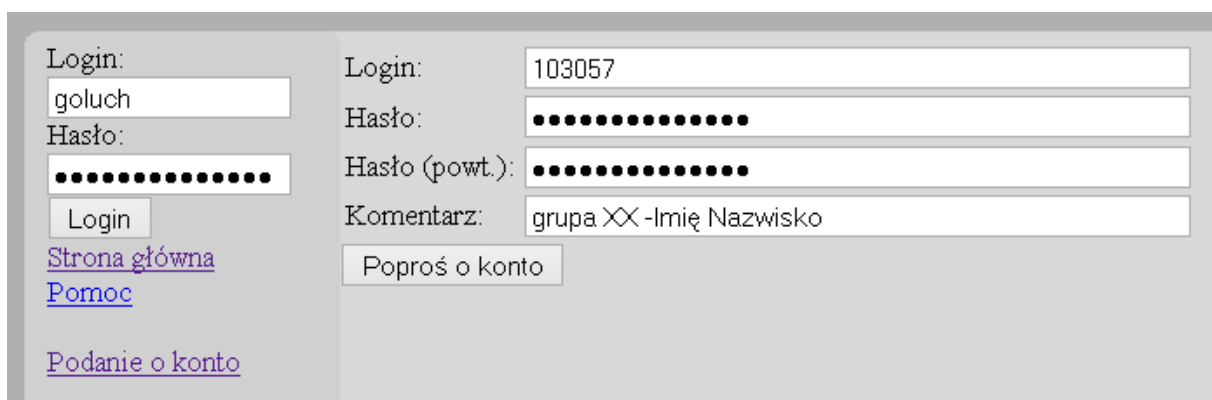 Login:
goluch
Hasło:
••••••••••••••
Login
Strona główna
Pomoc
Podanie o konto
Login: 103057
Hasło: ••••••••••••••
Hasło (powt.): ••••••••••••••
Komentarz: grupa XX -Imię Nazwisko
Poproś o konto